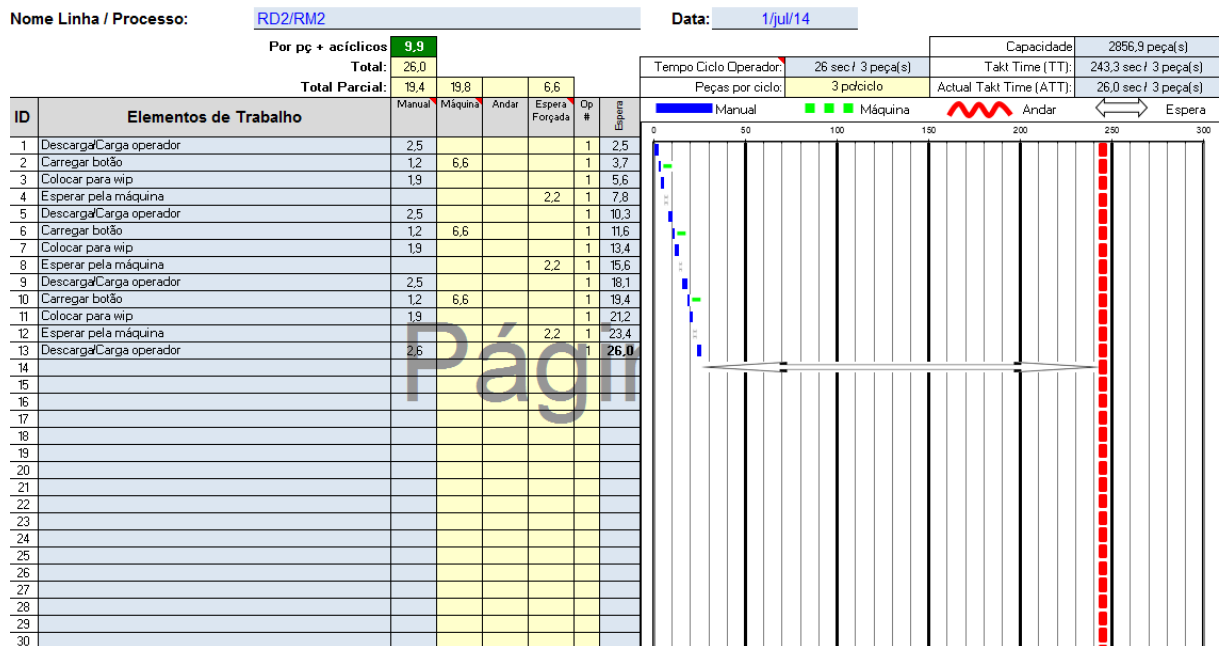 Nome Linha / Processo: RD2/RM2 Data: 1/jul/14
Por pç + acíclicos 9,9 Capacidade 2856,9 peça(s)
Total: 26,0 Tempo Ciclo Operador: 26 sec / 3 peça(s) Takt Time (TT): 243,3 sec / 3 peça(s)
Total Parcial: 19,4 19,8 6,6 Peças por ciclo: 3 pc/ciclo Actual Takt Time (ATT): 26,0 sec / 3 peça(s)
ID Elementos de Trabalho Manual Máquina Andar Espera Forçada Op # Espera Manual Máquina Andar Espera
0 50 100 150 200 250 300
1 Descarga/Carga operador 2,5 1 2,5
2 Carregar botão 1,2 6,6 1 3,7
3 Colocar para wip 1,9 1 5,6
4 Esperar pela máquina 2,2 1 7,8
5 Descarga/Carga operador 2,5 1 10,3
6 Carregar botão 1,2 6,6 1 11,6
7 Colocar para wip 1,9 1 13,4
8 Esperar pela máquina 2,2 1 15,6
9 Descarga/Carga operador 2,5 1 18,1
10 Carregar botão 1,2 6,6 1 19,4
11 Colocar para wip 1,9 1 21,2
12 Esperar pela máquina 2,2 1 23,4
13 Descarga/Carga operador 2,6 1 26,0
14
15
16
17
18
19
20
21
22
23
24
25
26
27
28
29
30